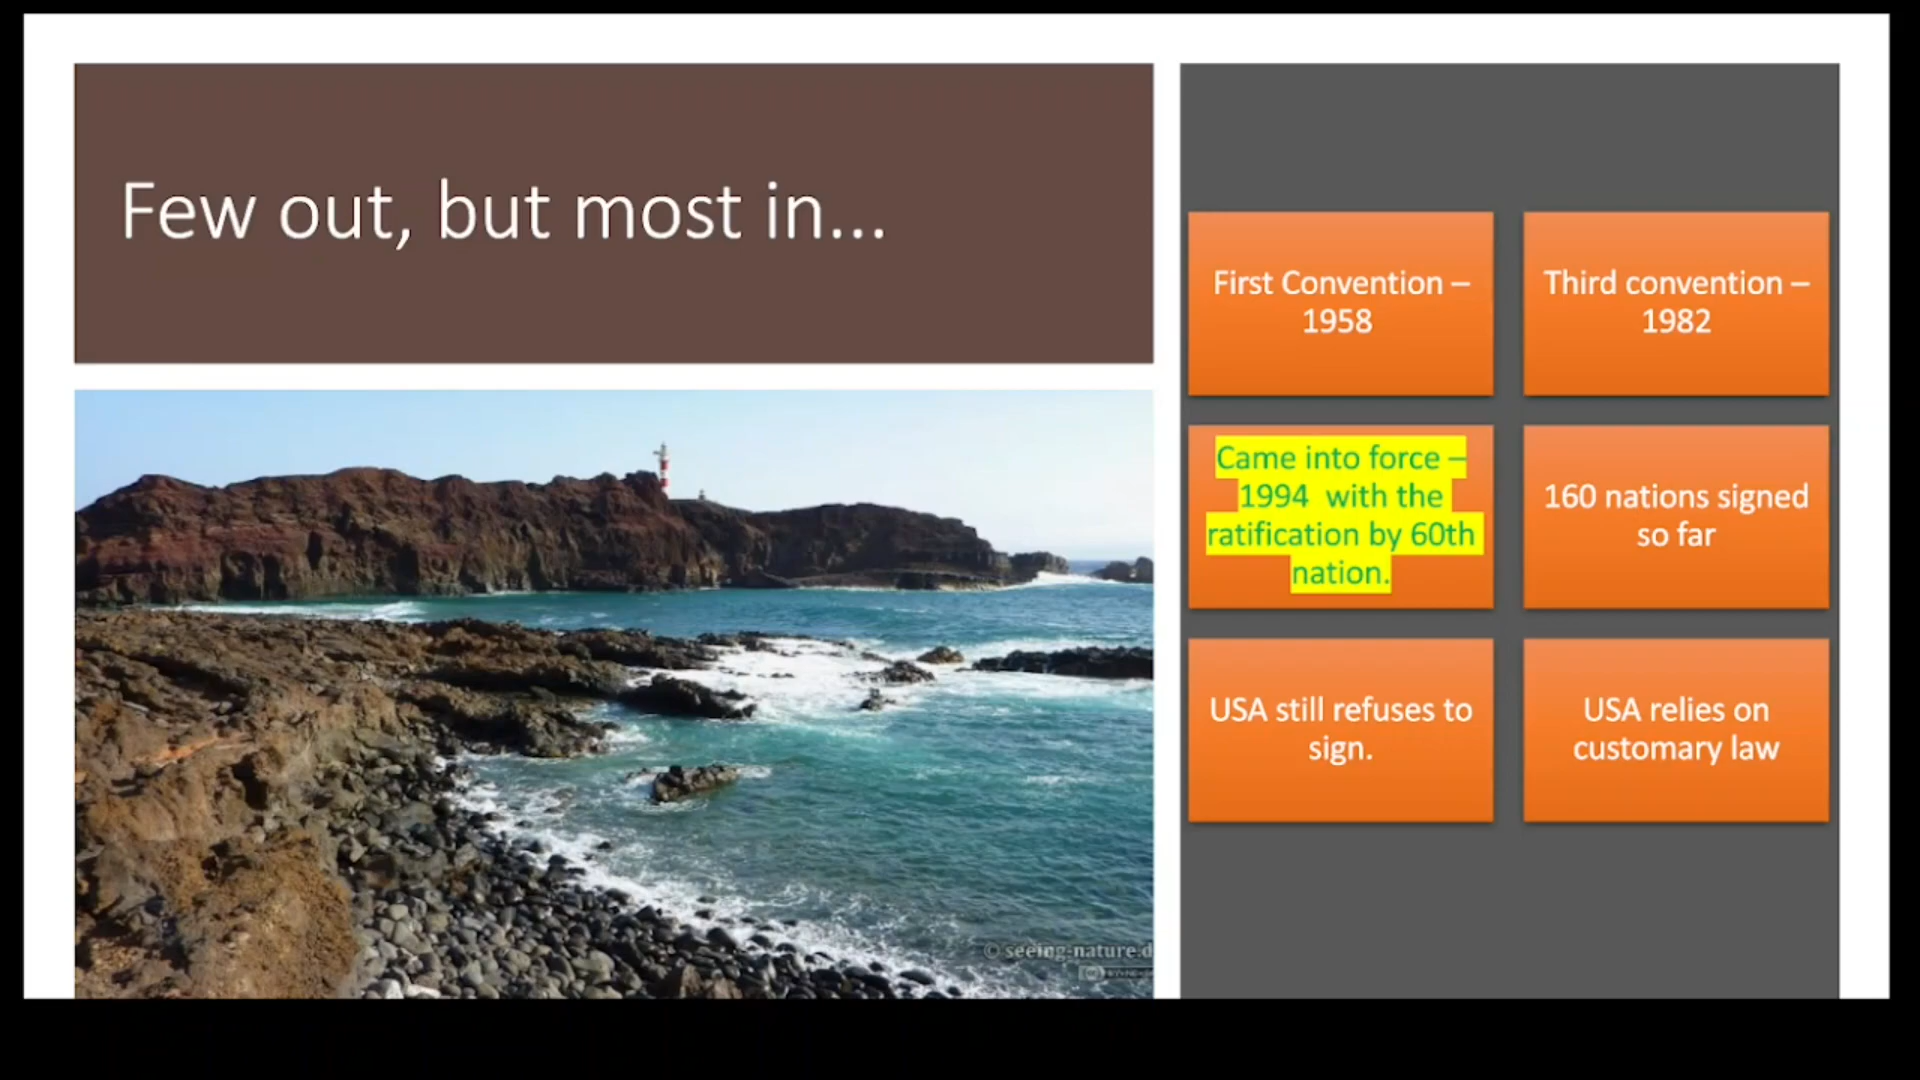 Few out, but most in...
First Convention –
1958
Third convention –
1982
Came into force –
1994 with the
ratification by 60th
nation.
160 nations signed
so far
USA still refuses to
sign.
USA relies on
customary law
© seeing-nature.d